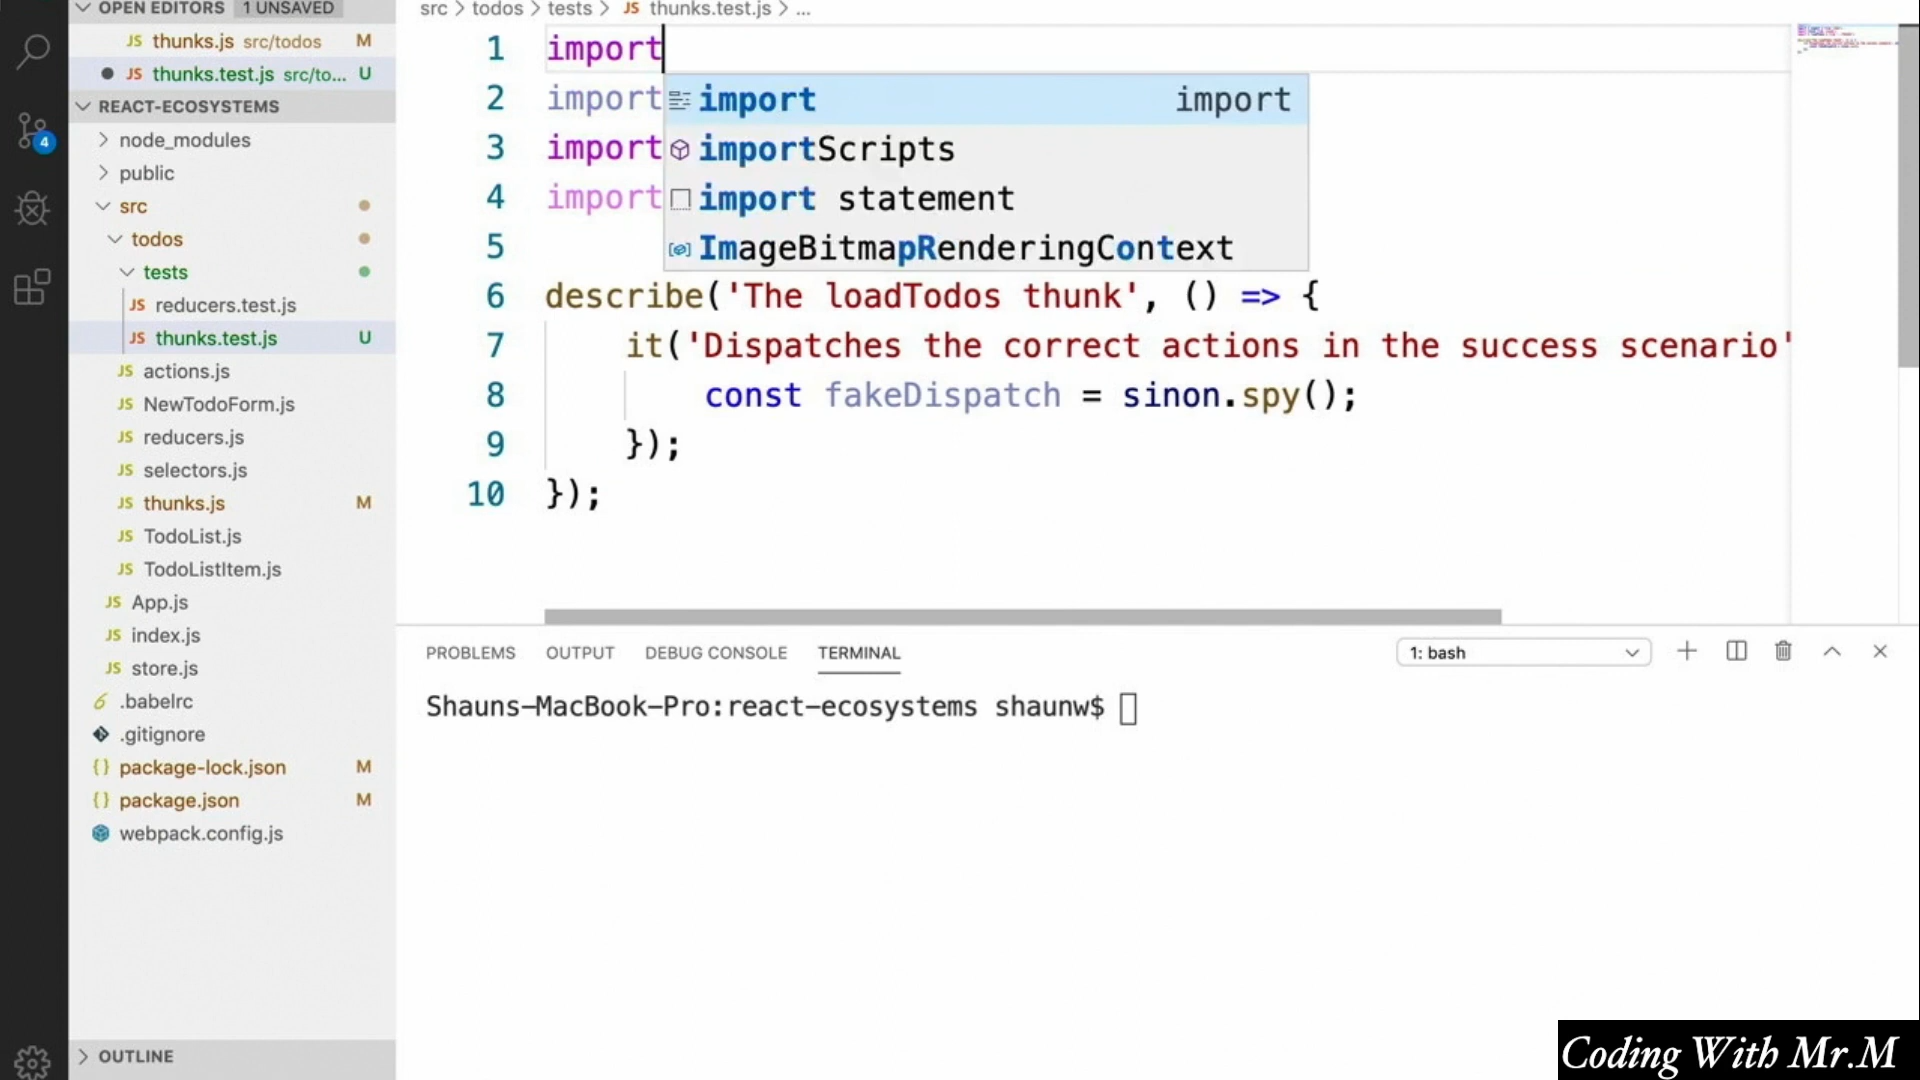 OPEN EDITORS 1 UNSAVED
JS thunks.js src/todos M
JS thunks.test.js src/to... U
REACT-ECOSYSTEMS
node_modules
public
src
todos
tests
JS reducers.test.js
JS thunks.test.js U
JS actions.js
JS NewTodoForm.js
JS reducers.js
JS selectors.js
JS thunks.js M
JS TodoList.js
JS TodoListItem.js
JS App.js
JS index.js
JS store.js
.babelrc
.gitignore
{} package-lock.json M
{} package.json M
webpack.config.js
OUTLINE
4
src > todos > tests > JS thunks.test.js > ...
1 import
2 import
3 import
4 import
5
6 describe('The loadTodos thunk', () => {
7 it('Dispatches the correct actions in the success scenario'
8 const fakeDispatch = sinon.spy();
9 });
10 });
import import
importScripts
import statement
ImageBitmapRenderingContext
PROBLEMS OUTPUT DEBUG CONSOLE TERMINAL 1: bash
Shauns-MacBook-Pro:react-ecosystems shaunw$
Coding With Mr.M